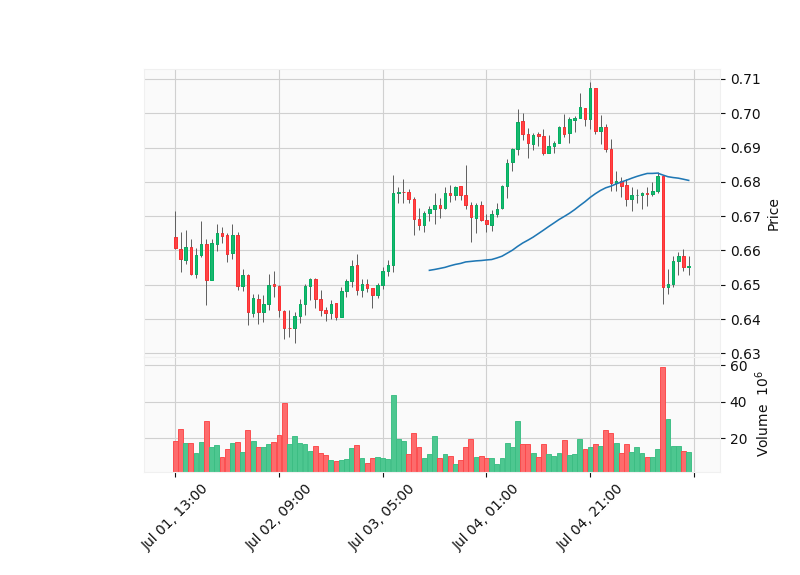 0.71
0.70
0.69
0.68
0.67
0.66
0.65
0.64
0.63
Price
60
40
20
Volume 10⁶
Jul 01, 13:00
Jul 02, 09:00
Jul 03, 05:00
Jul 04, 01:00
Jul 04, 21:00